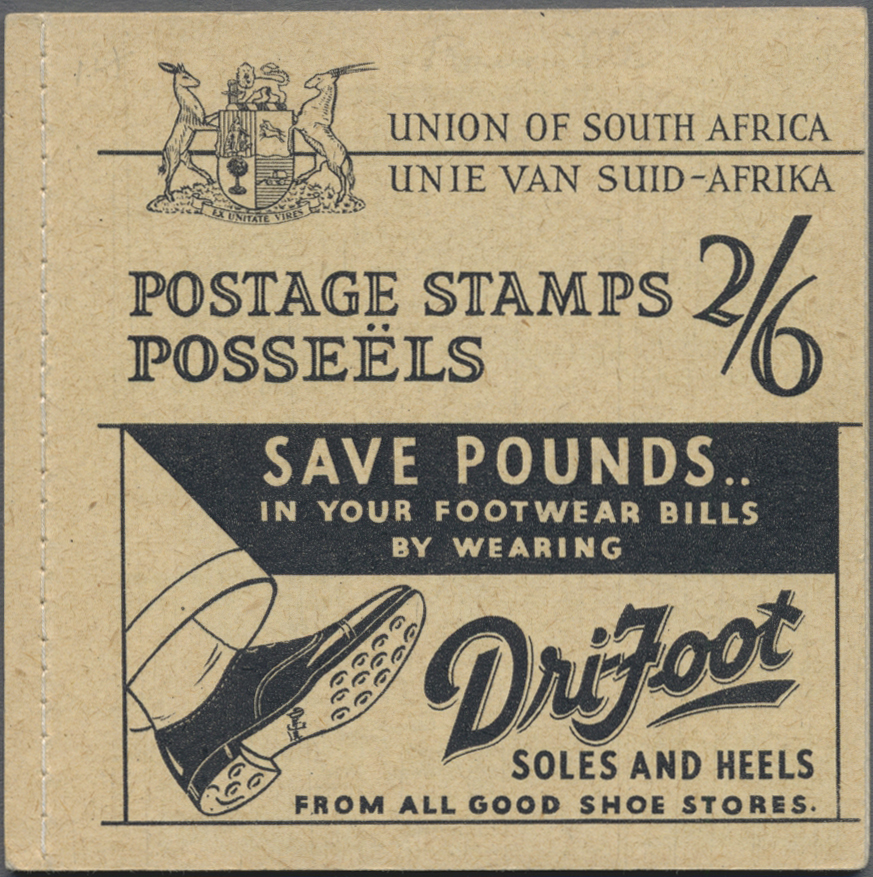 UNION OF SOUTH AFRICA
UNIE VAN SUID-AFRIKA
EX UNITATE VIRES
POSTAGE STAMPS 2/6
POSSEËLS
SAVE POUNDS..
IN YOUR FOOTWEAR BILLS
BY WEARING
Dri-Foot
SOLES AND HEELS
FROM ALL GOOD SHOE STORES.